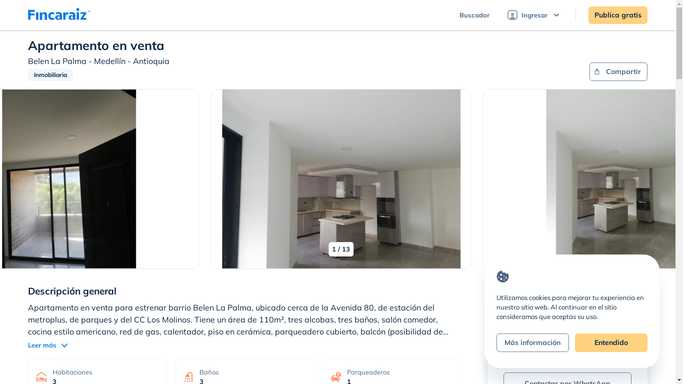 Fincaraiz
Buscador
Ingresar
Publica gratis
Apartamento en venta
Belen La Palma - Medellín - Antioquia
Inmobiliaria
Compartir
1 / 13
Descripción general
Apartamento en venta para estrenar barrio Belen La Palma, ubicado cerca de la Avenida 80, de estación del
metroplus, de parques y del CC Los Molinos. Tiene un área de 110m², tres alcobas, tres baños, salón comedor,
cocina estilo americano, red de gas, calentador, piso en cerámica, parqueadero cubierto, balcón (posibilidad de...
Leer más
Habitaciones
3
Baños
3
Parqueaderos
1
Utilizamos cookies para mejorar tu experiencia en
nuestro sitio web. Al continuar en el sitio
consideramos que aceptas su uso.
Más información
Entendido
Contactar por WhatsApp